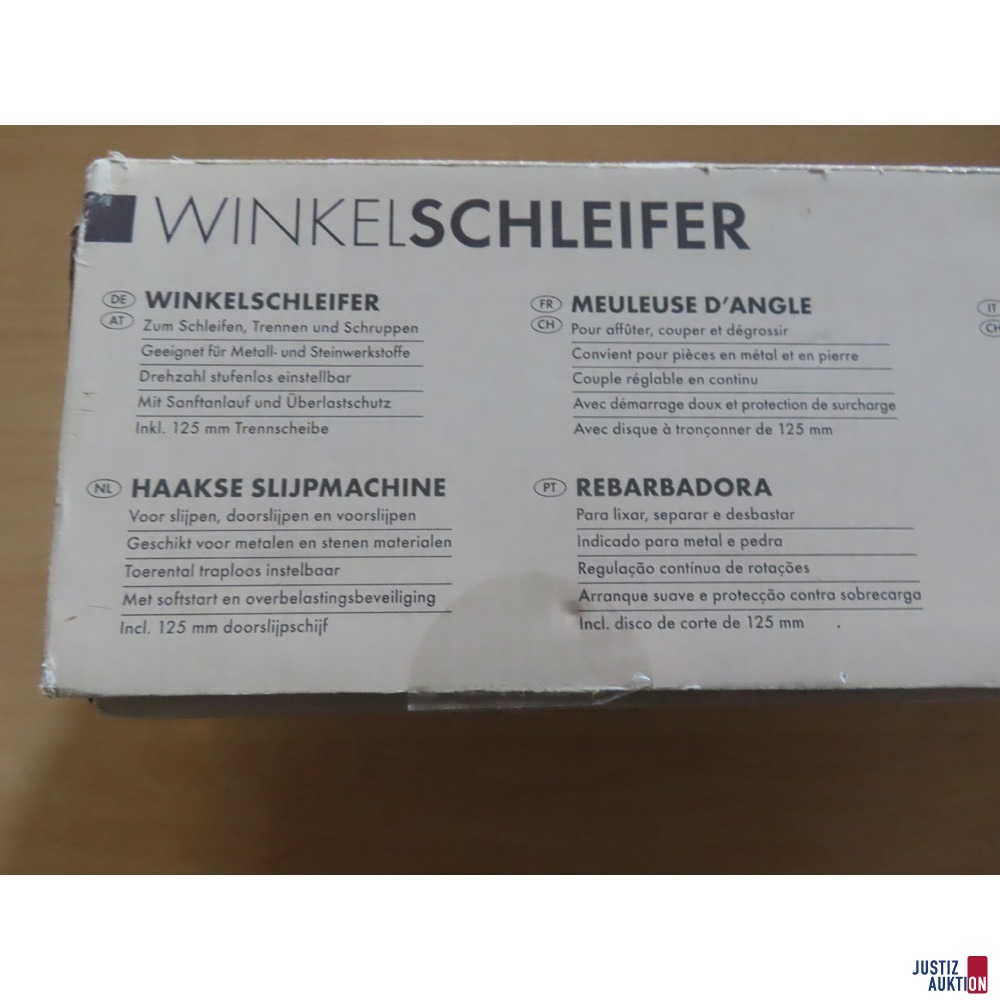 WINKELSCHLEIFER
DE AT WINKELSCHLEIFER
Zum Schleifen, Trennen und Schruppen
Geeignet für Metall- und Steinwerkstoffe
Drehzahl stufenlos einstellbar
Mit Sanftanlauf und Überlastschutz
Inkl. 125 mm Trennscheibe
FR CH MEULEUSE D'ANGLE
Pour affûter, couper et dégrossir
Convient pour pièces en métal et en pierre
Couple réglable en continu
Avec démarrage doux et protection de surcharge
Avec disque à tronçonner de 125 mm
IT
CH
NL HAAKSE SLIJPMACHINE
Voor slijpen, doorslijpen en voorslijpen
Geschikt voor metalen en stenen materialen
Toerental traploos instelbaar
Met softstart en overbelastingsbeveiliging
Incl. 125 mm doorslijpschijf
PT REBARBADORA
Para lixar, separar e desbastar
Indicado para metal e pedra
Regulação contínua de rotações
Arranque suave e protecção contra sobrecarga
Incl. disco de corte de 125 mm
JUSTIZ
AUKTION